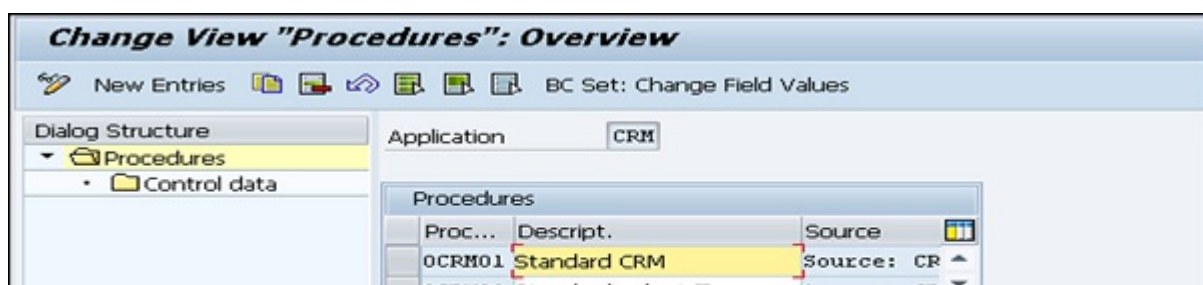 Change View "Procedures": Overview
New Entries BC Set: Change Field Values
Dialog Structure
Procedures
Control data
Application CRM
Procedures
Proc... Descript. Source
0CRM01 Standard CRM Source: CR